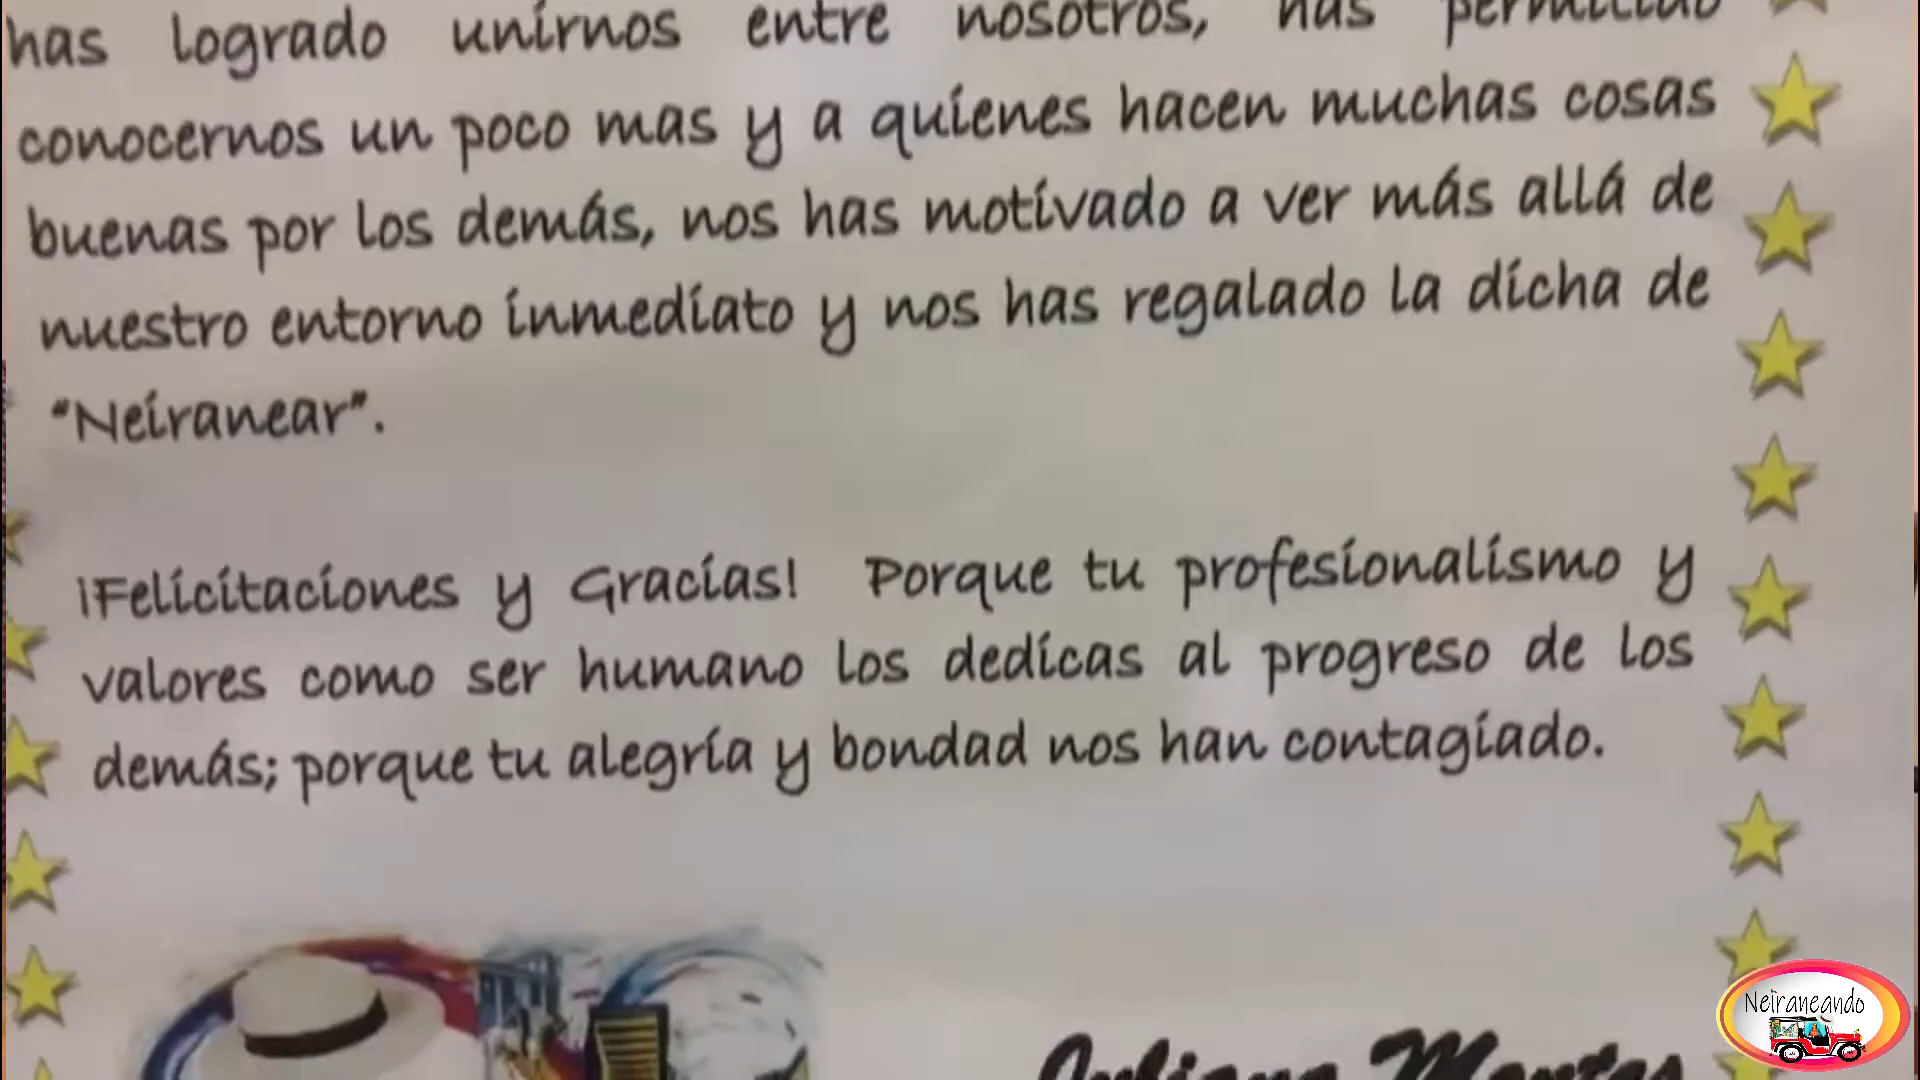 has logrado unirnos entre nosotros, has permitido
conocernos un poco mas y a quienes hacen muchas cosas
buenas por los demás, nos has motivado a ver más allá de
nuestro entorno inmediato y nos has regalado la dicha de
“Neiranear”.
¡Felicitaciones y Gracias! Porque tu profesionalismo y
valores como ser humano los dedicas al progreso de los
demás; porque tu alegría y bondad nos han contagiado.
Neiraneando